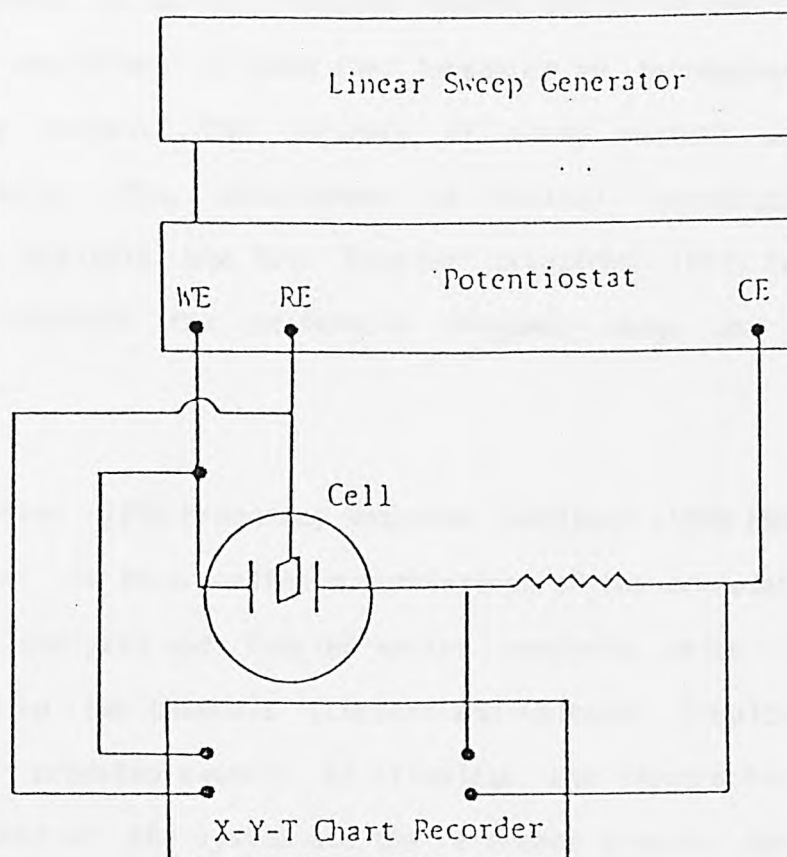 Linear Sweep Generator
Potentiostat
WE RE CE
Cell
X-Y-T Chart Recorder